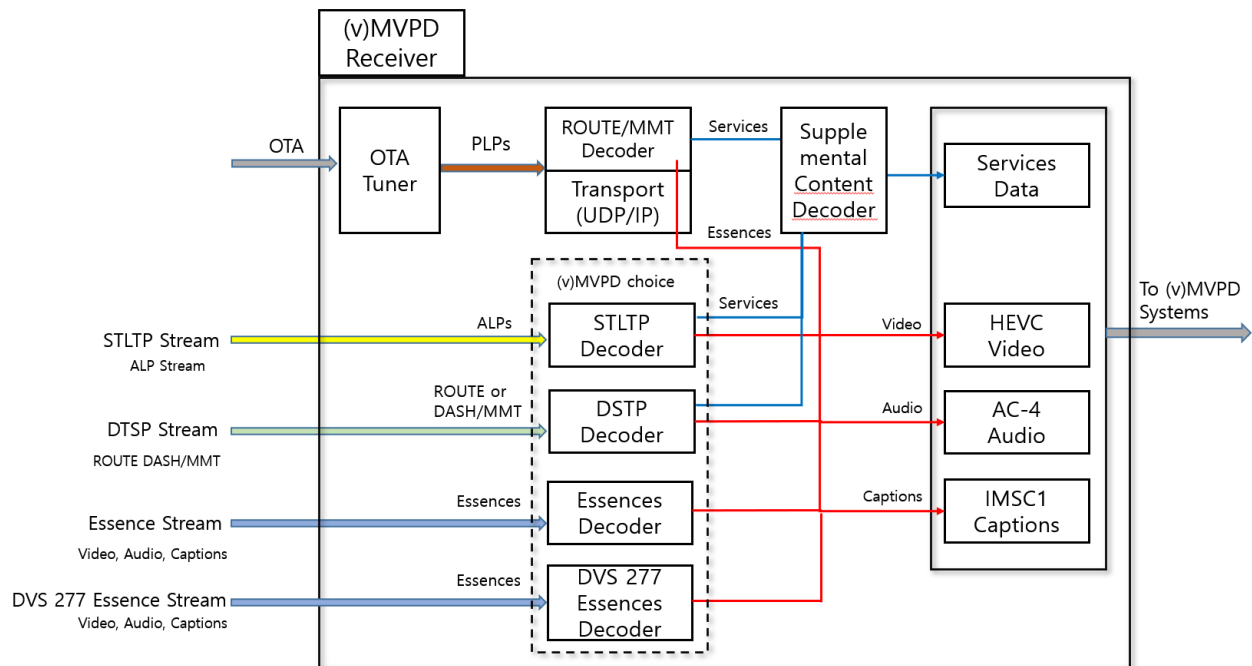 (v)MVPD
Receiver
OTA
OTA
Tuner
PLPs
ROUTE/MMT
Decoder
Transport
(UDP/IP)
Services
Supple
mental
Content
Decoder
Services
Data
Essences
(v)MVPD choice
STLTP Stream
ALP Stream
ALPs
STLTP
Decoder
Services
Video
HEVC
Video
To (v)MVPD
Systems
DTSP Stream
ROUTE DASH/MMT
ROUTE or
DASH/MMT
DSTP
Decoder
Audio
AC-4
Audio
Essence Stream
Video, Audio, Captions
Essences
Essences
Decoder
Captions
IMSC1
Captions
DVS 277 Essence Stream
Video, Audio, Captions
Essences
DVS 277
Essences
Decoder